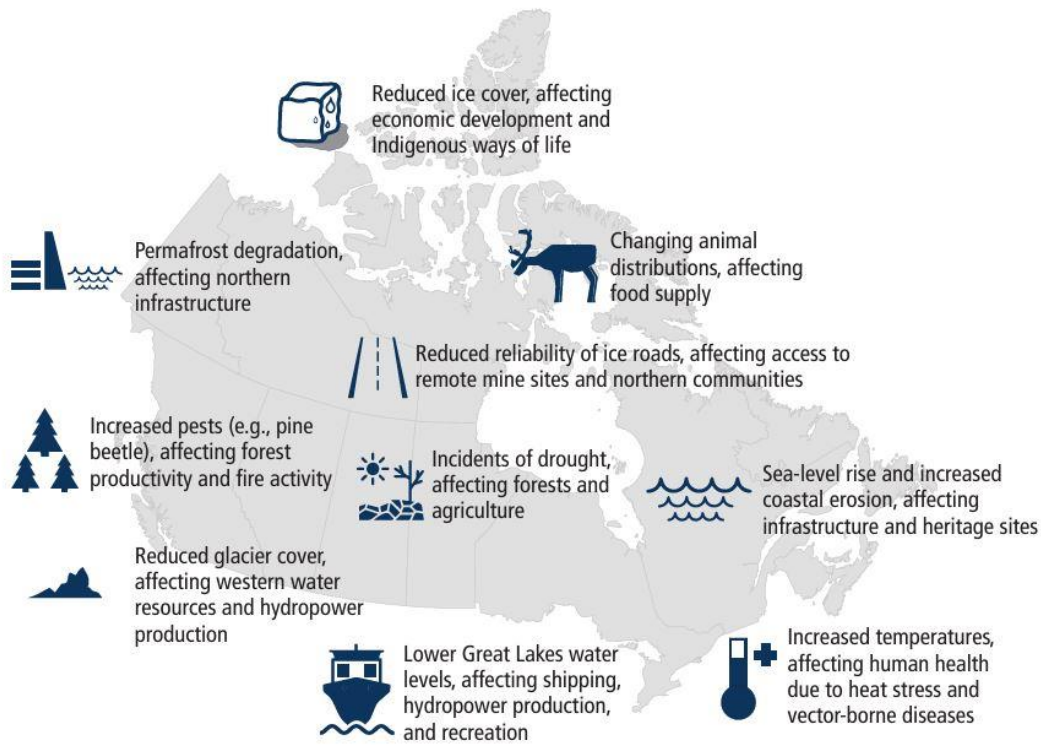 Reduced ice cover, affecting
economic development and
Indigenous ways of life
Permafrost degradation,
affecting northern
infrastructure
Changing animal
distributions, affecting
food supply
Reduced reliability of ice roads, affecting access to
remote mine sites and northern communities
Increased pests (e.g., pine
beetle), affecting forest
productivity and fire activity
Incidents of drought,
affecting forests and
agriculture
Sea-level rise and increased
coastal erosion, affecting
infrastructure and heritage sites
Reduced glacier cover,
affecting western water
resources and hydropower
production
Lower Great Lakes water
levels, affecting shipping,
hydropower production,
and recreation
Increased temperatures,
affecting human health
due to heat stress and
vector-borne diseases